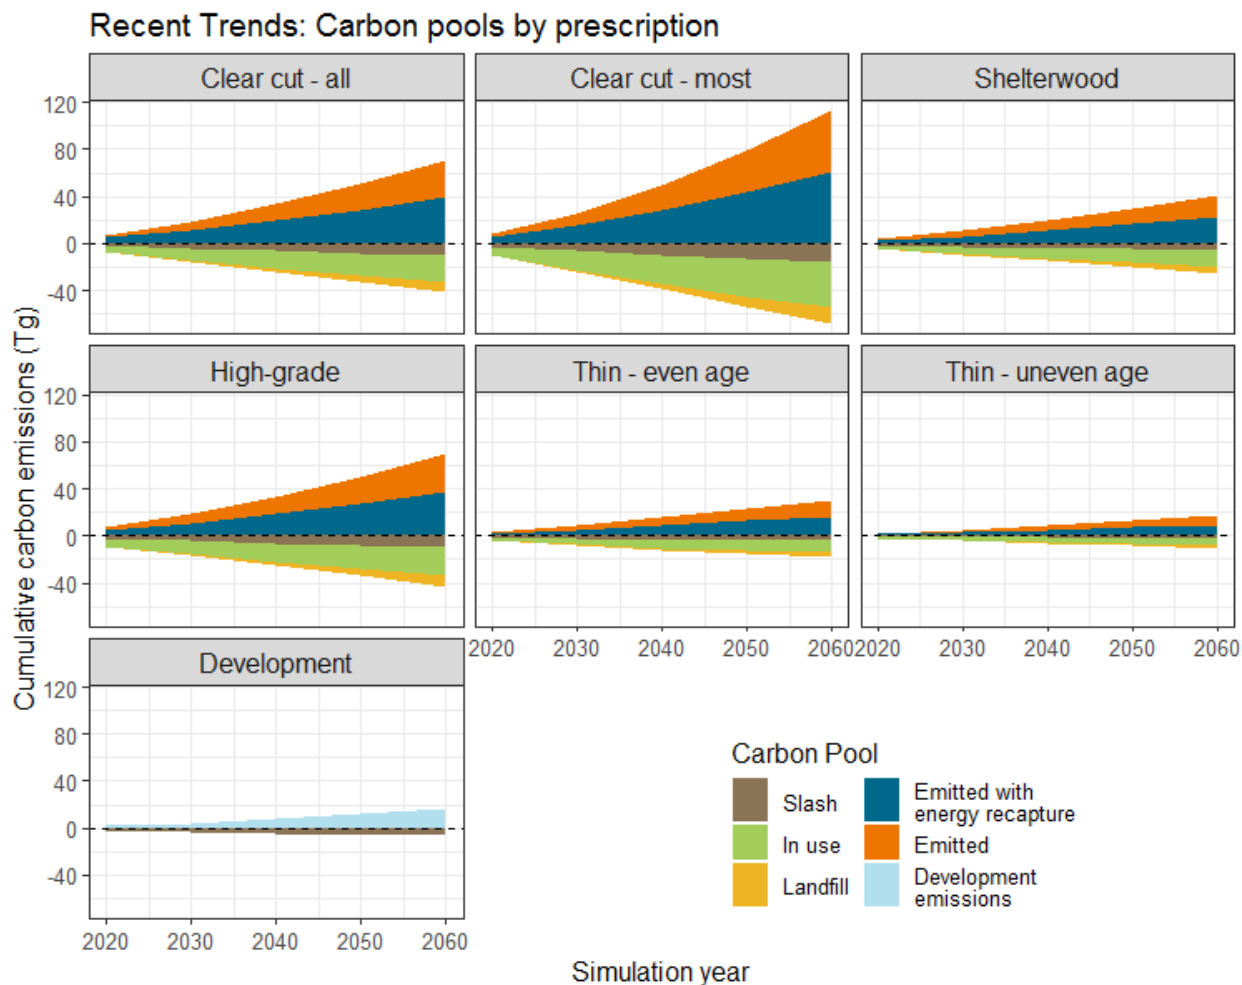 Recent Trends: Carbon pools by prescription
Clear cut - all
Clear cut - most
Shelterwood
120
80
40
0
-40
High-grade
Thin - even age
Thin - uneven age
120
80
40
0
-40
2020 2030 2040 2050 2060
2020 2030 2040 2050 2060
Development
120
80
40
0
-40
2020 2030 2040 2050 2060
Cumulative carbon emissions (Tg)
Simulation year
Carbon Pool
Slash
In use
Landfill
Emitted with
energy recapture
Emitted
Development
emissions